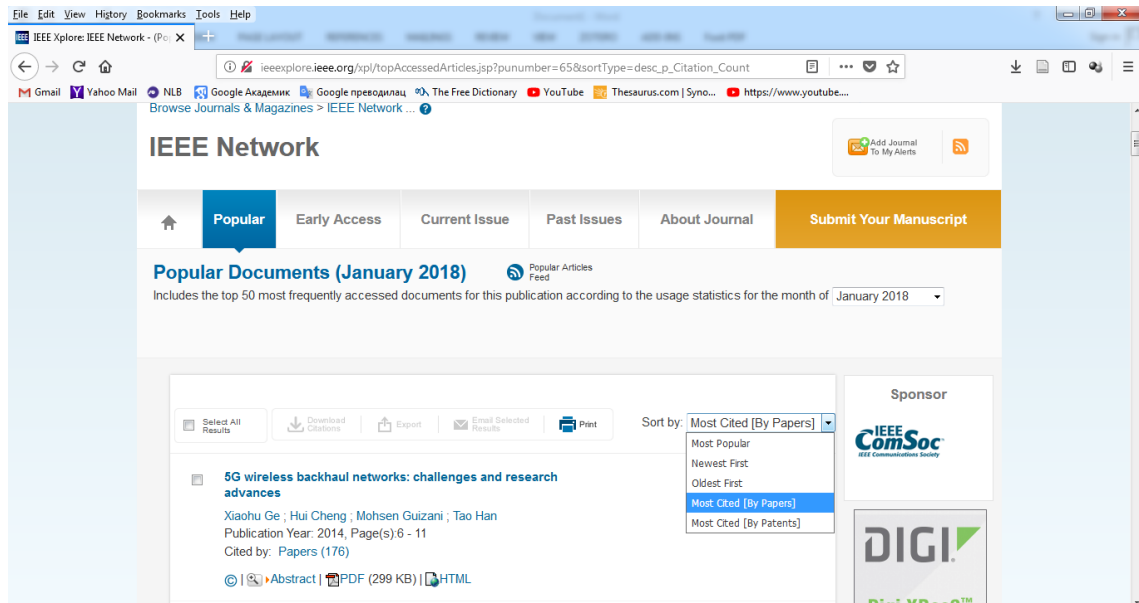 File Edit View History Bookmarks Tools Help
IEEE Xplore: IEEE Network - (Po
ieeexplore.ieee.org/xpl/topAccessedArticles.jsp?punumber=65&sortType=desc_p_Citation_Count
Gmail Yahoo Mail NLB Google Академик Google преводилац The Free Dictionary YouTube Thesaurus.com | Syno... https://www.youtube....
Browse Journals & Magazines > IEEE Network ...
IEEE Network
Add Journal
To My Alerts
Popular Early Access Current Issue Past Issues About Journal Submit Your Manuscript
Popular Documents (January 2018)
Popular Articles
Feed
Includes the top 50 most frequently accessed documents for this publication according to the usage statistics for the month of January 2018
Select All
Results
Download
Citations
Export
Email Selected
Results
Print
Sort by: Most Cited [By Papers]
Most Popular
Newest First
Oldest First
Most Cited [By Papers]
Most Cited [By Patents]
5G wireless backhaul networks: challenges and research
advances
Xiaohu Ge ; Hui Cheng ; Mohsen Guizani ; Tao Han
Publication Year: 2014, Page(s):6 - 11
Cited by: Papers (176)
© | Abstract | PDF (299 KB) | HTML
Sponsor
IEEE
ComSoc
IEEE Communications Society
DIGI